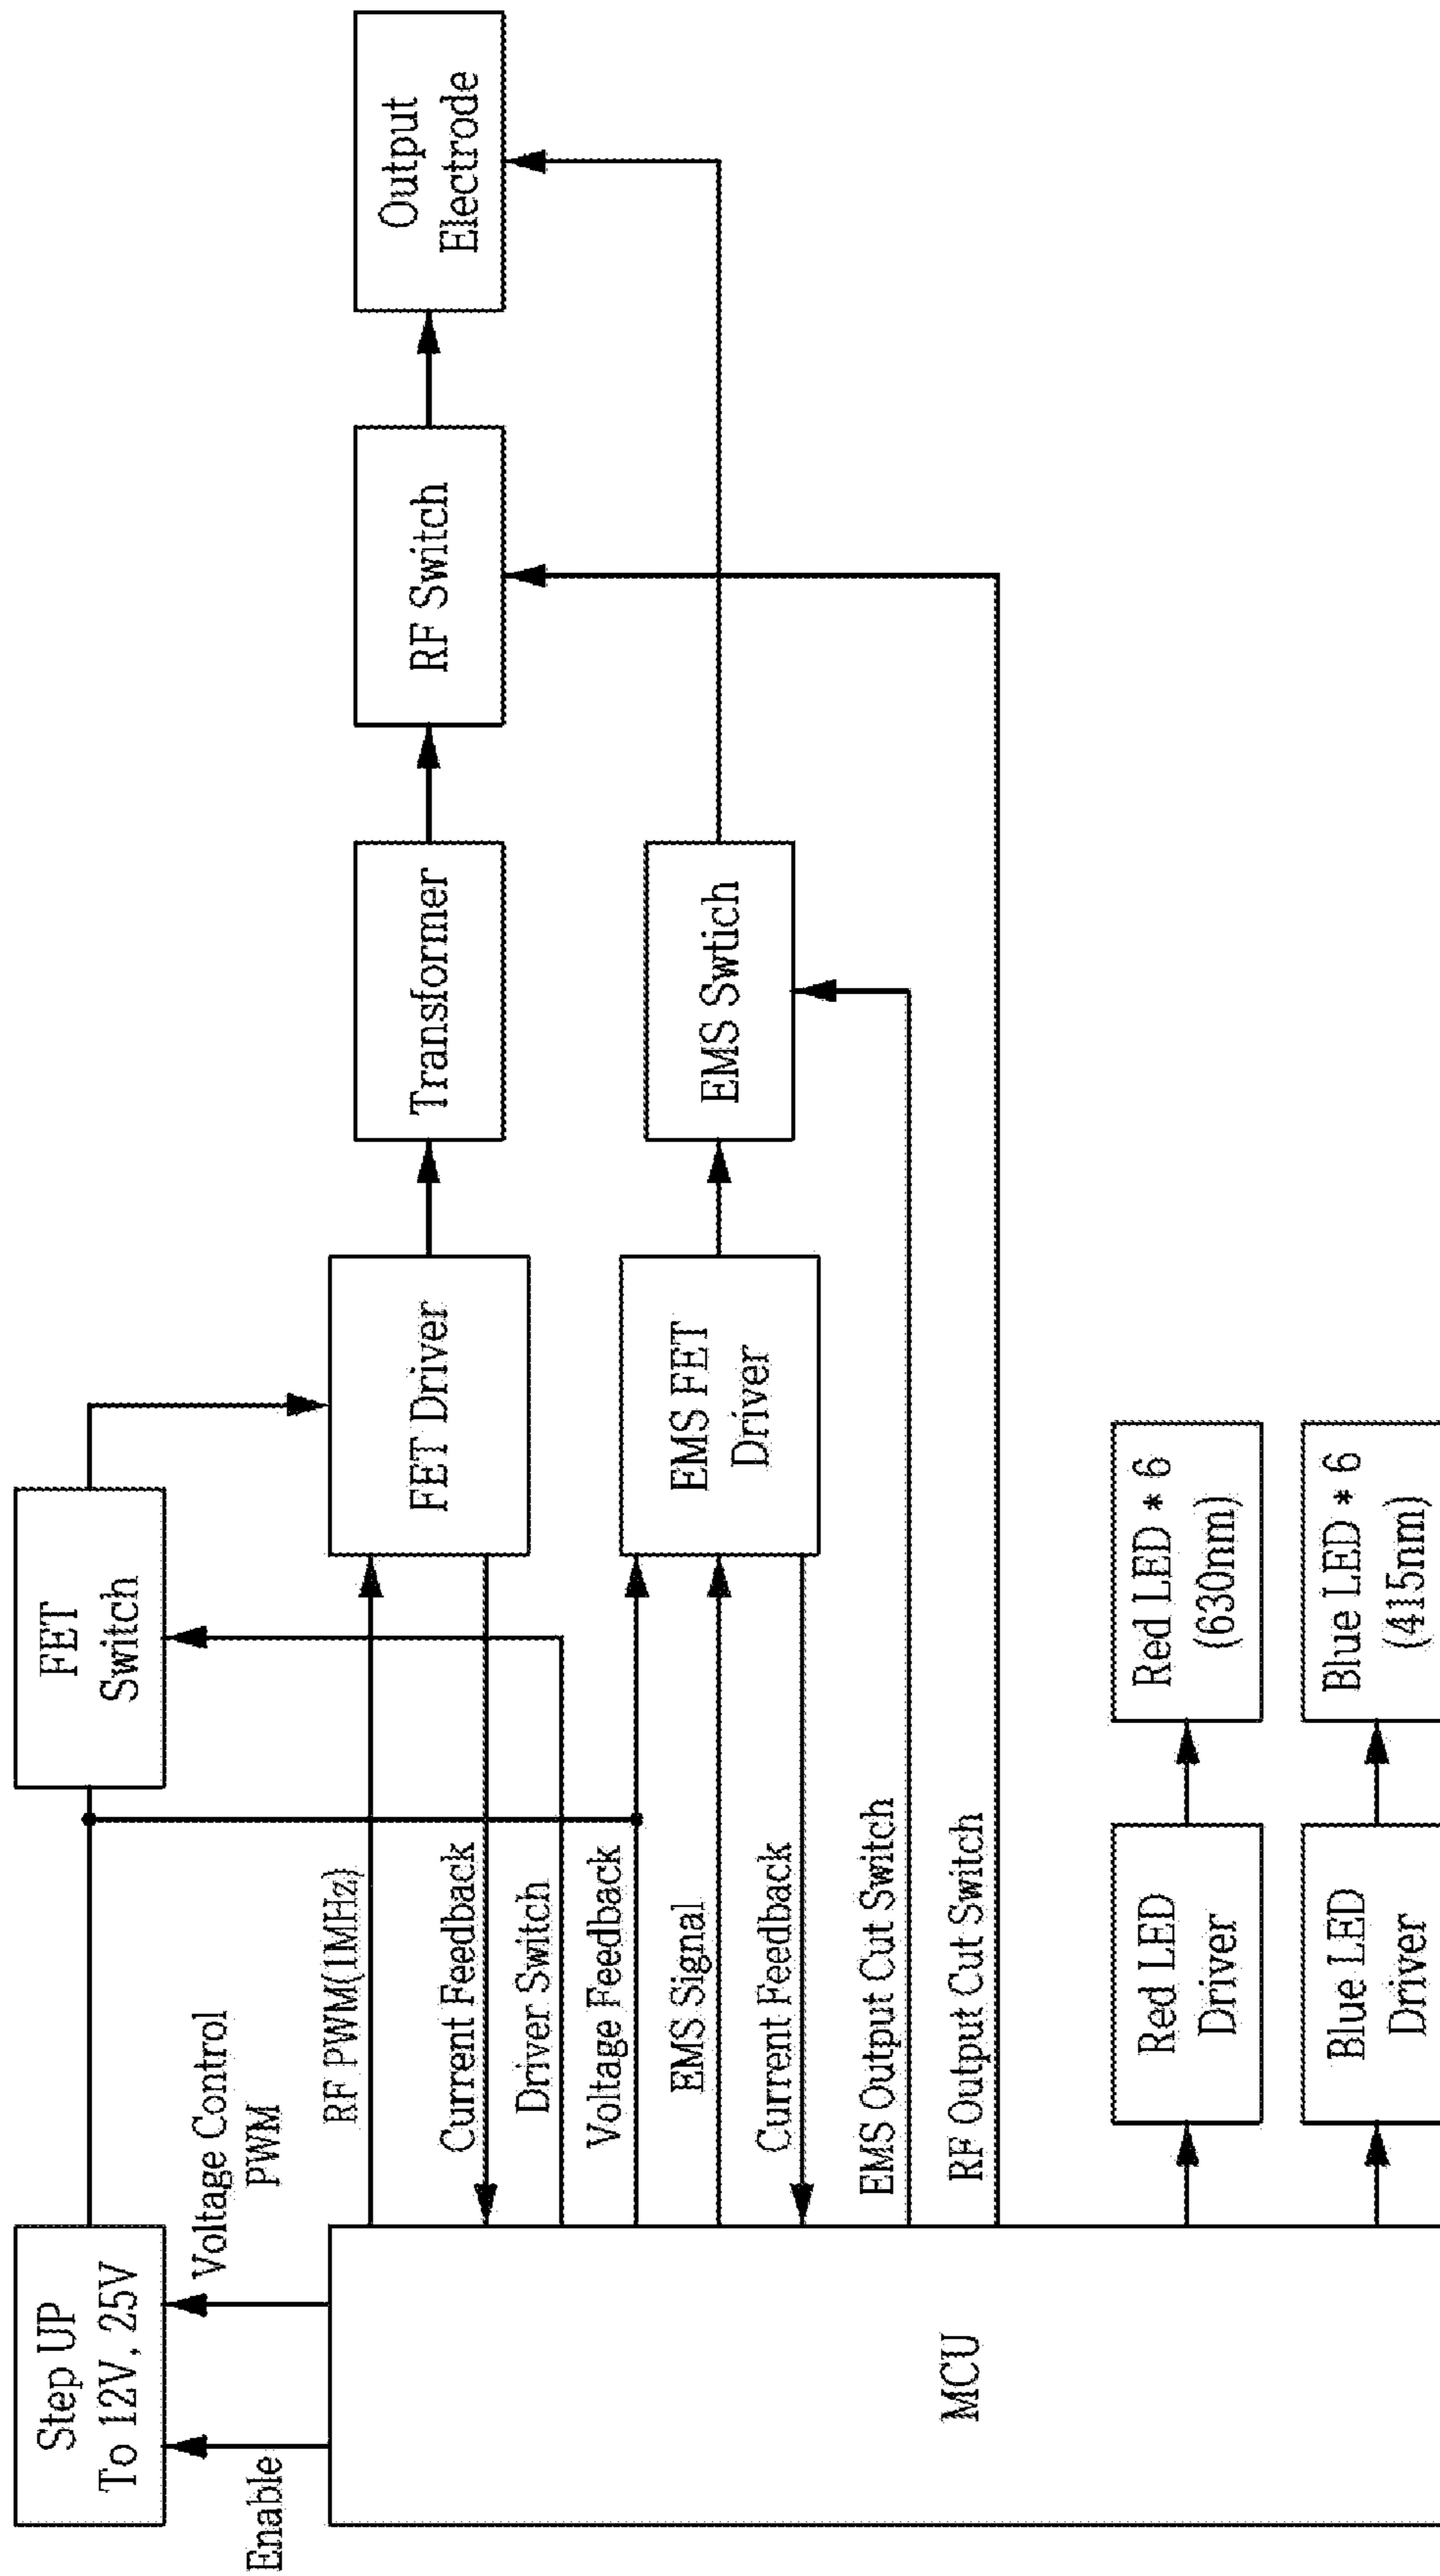 Step UP
To 12V, 25V
Enable
Voltage Control
PWM
FET
Switch
RF PWM(1MHz)
Current Feedback
Driver Switch
Voltage Feedback
EMS Signal
Current Feedback
EMS Output Cut Switch
RF Output Cut Switch
MCU
FET Driver
Transformer
RF Switch
Output
Electrode
EMS FET
Driver
EMS Swtich
Red LED
Driver
Red LED * 6
(630nm)
Blue LED
Driver
Blue LED * 6
(415nm)